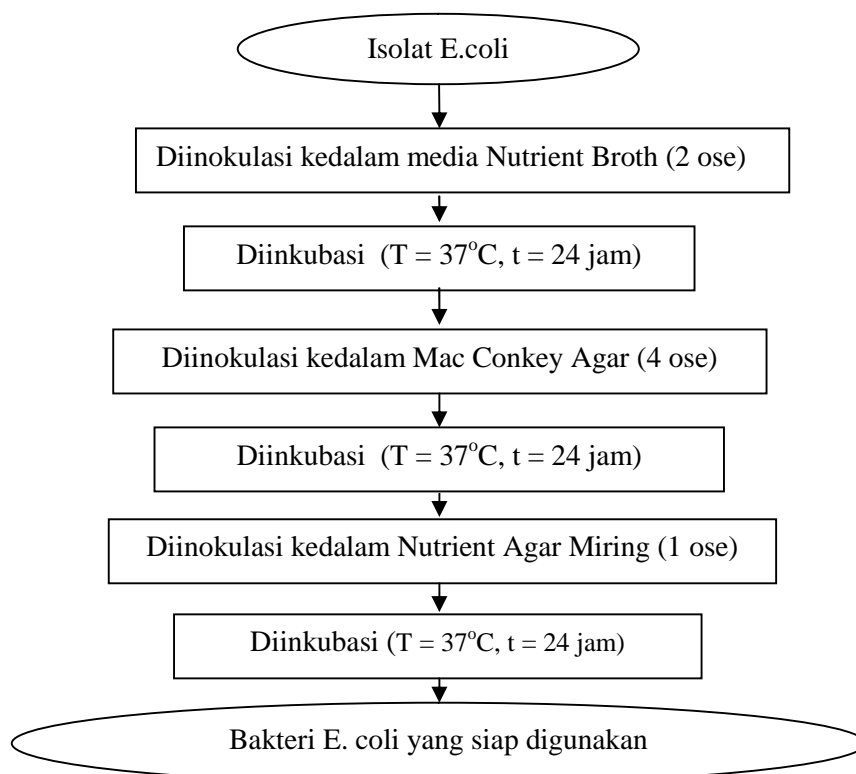 Isolat E.coli
Diinokulasi kedalam media Nutrient Broth (2 ose)
Diinkubasi (T = 37°C, t = 24 jam)
Diinokulasi kedalam Mac Conkey Agar (4 ose)
Diinkubasi (T = 37°C, t = 24 jam)
Diinokulasi kedalam Nutrient Agar Miring (1 ose)
Diinkubasi (T = 37°C, t = 24 jam)
Bakteri E. coli yang siap digunakan